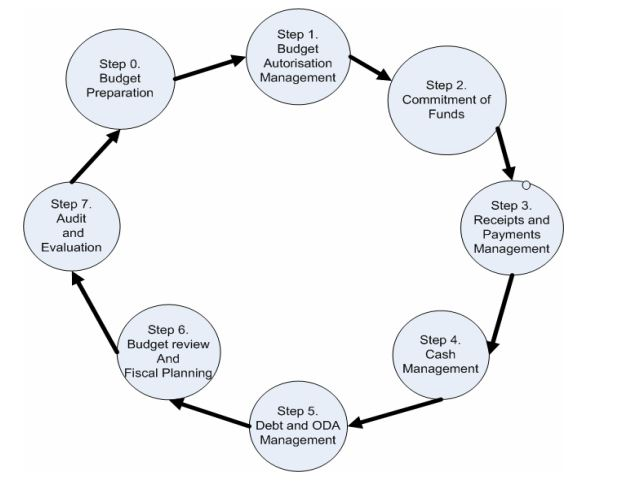 Step 0.
Budget
Preparation
Step 1.
Budget
Autorisation
Management
Step 2.
Commitment of
Funds
Step 3.
Receipts and
Payments
Management
Step 4.
Cash
Management
Step 5.
Debt and ODA
Management
Step 6.
Budget review
And
Fiscal Planning
Step 7.
Audit
and
Evaluation